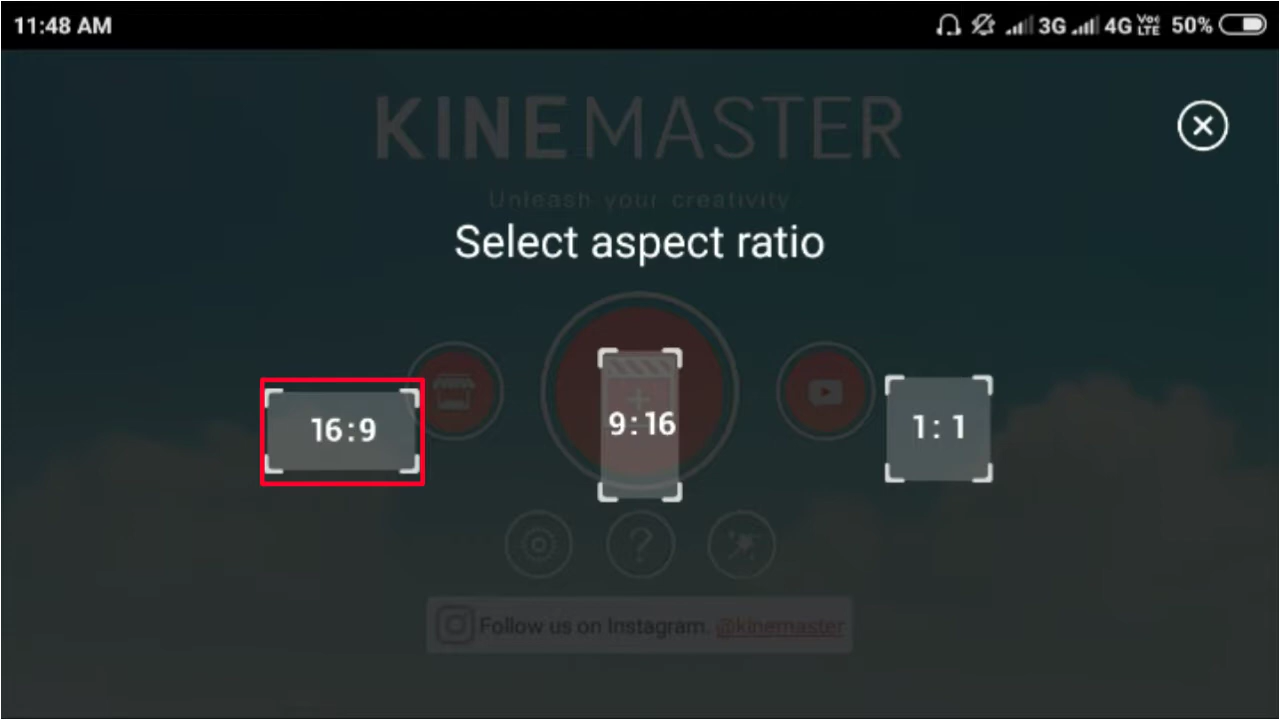 11:48 AM 3G 4G Vo LTE 50%
KINEMASTER
Unleash your creativity
Select aspect ratio
16:9 9:16 1:1
?
Follow us on Instagram. @kinemaster